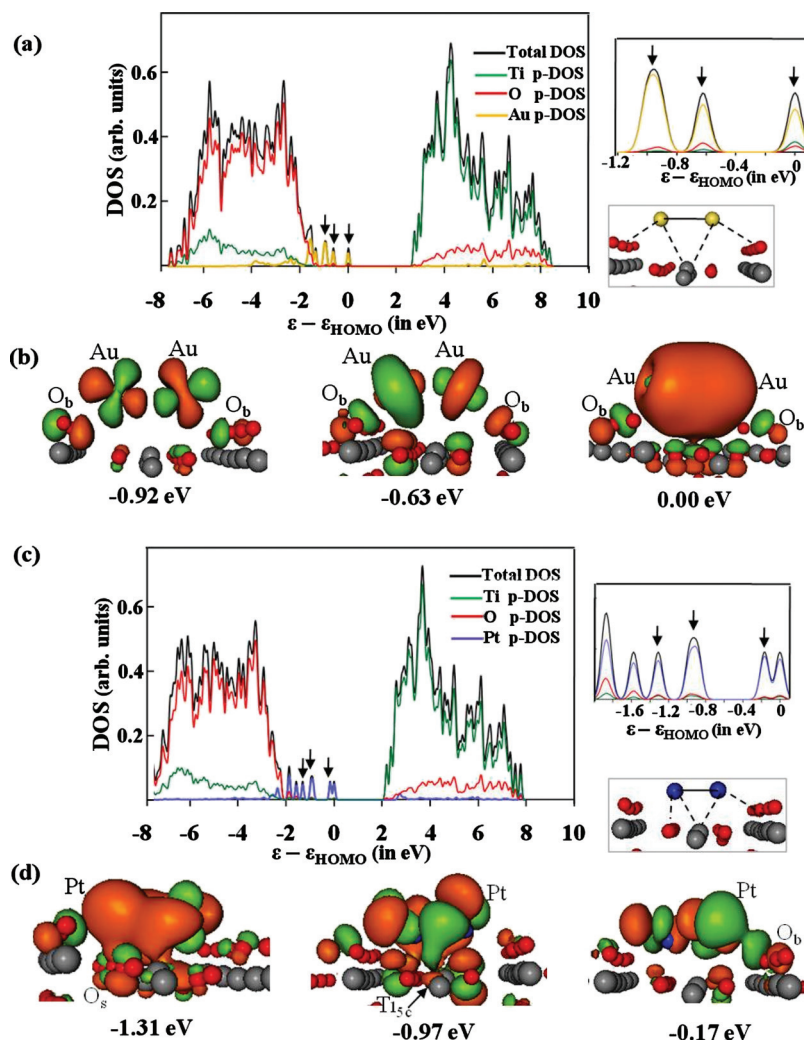 (a)
Total DOS
Ti p-DOS
O p-DOS
Au p-DOS
DOS (arb. units)
0.6
0.4
0.2
-8 -6 -4 -2 0 2 4 6 8 10
ε − εHOMO (in eV)
-1.2 -0.8 -0.4 0
ε − εHOMO (in eV)
(b)
Au Au
Ob Ob
-0.92 eV
Au Au
Ob Ob
-0.63 eV
Au Au
Ob Ob
0.00 eV
(c)
Total DOS
Ti p-DOS
O p-DOS
Pt p-DOS
DOS (arb. units)
0.6
0.4
0.2
-8 -6 -4 -2 0 2 4 6 8 10
ε − εHOMO (in eV)
-1.6 -1.2 -0.8 -0.4 0
ε − εHOMO (in eV)
(d)
Pt
Os
-1.31 eV
Pt
Ti5c
-0.97 eV
Pt
Ob
-0.17 eV